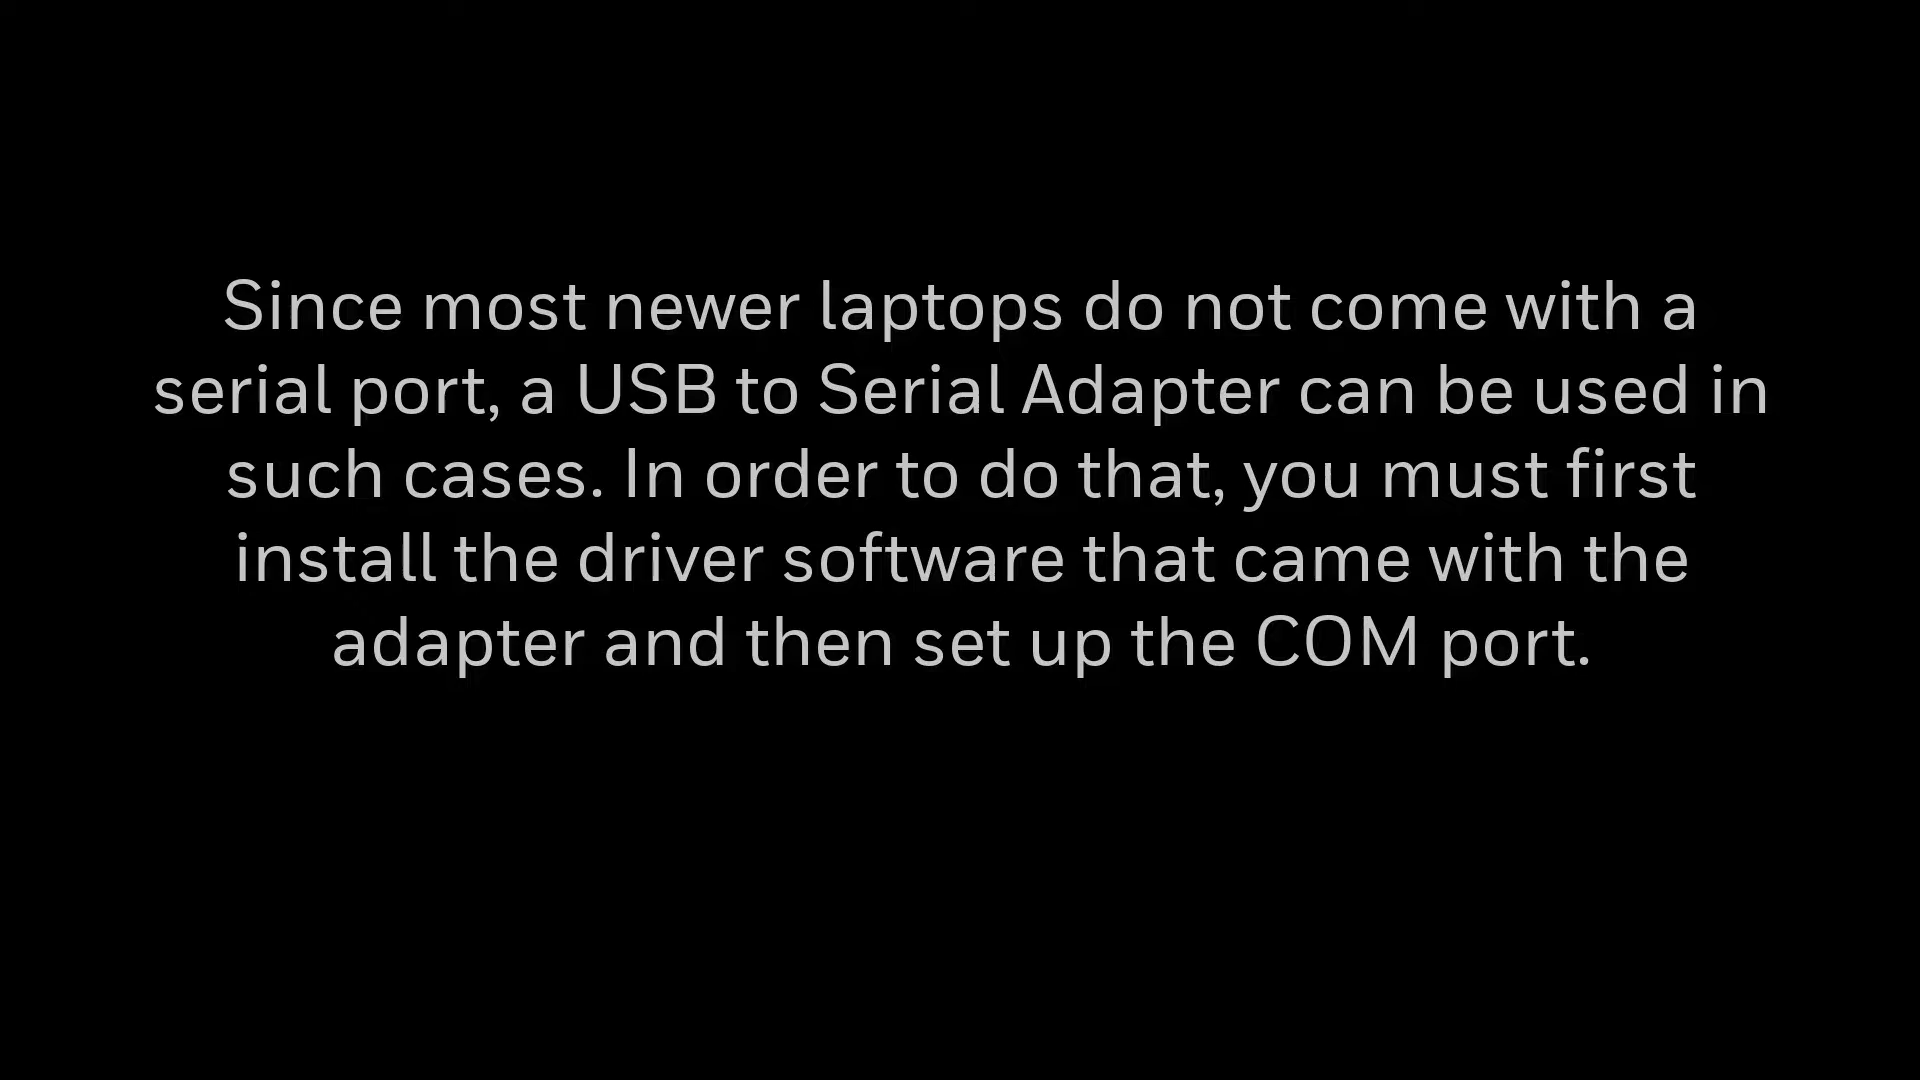 Since most newer laptops do not come with a
serial port, a USB to Serial Adapter can be used in
such cases. In order to do that, you must first
install the driver software that came with the
adapter and then set up the COM port.